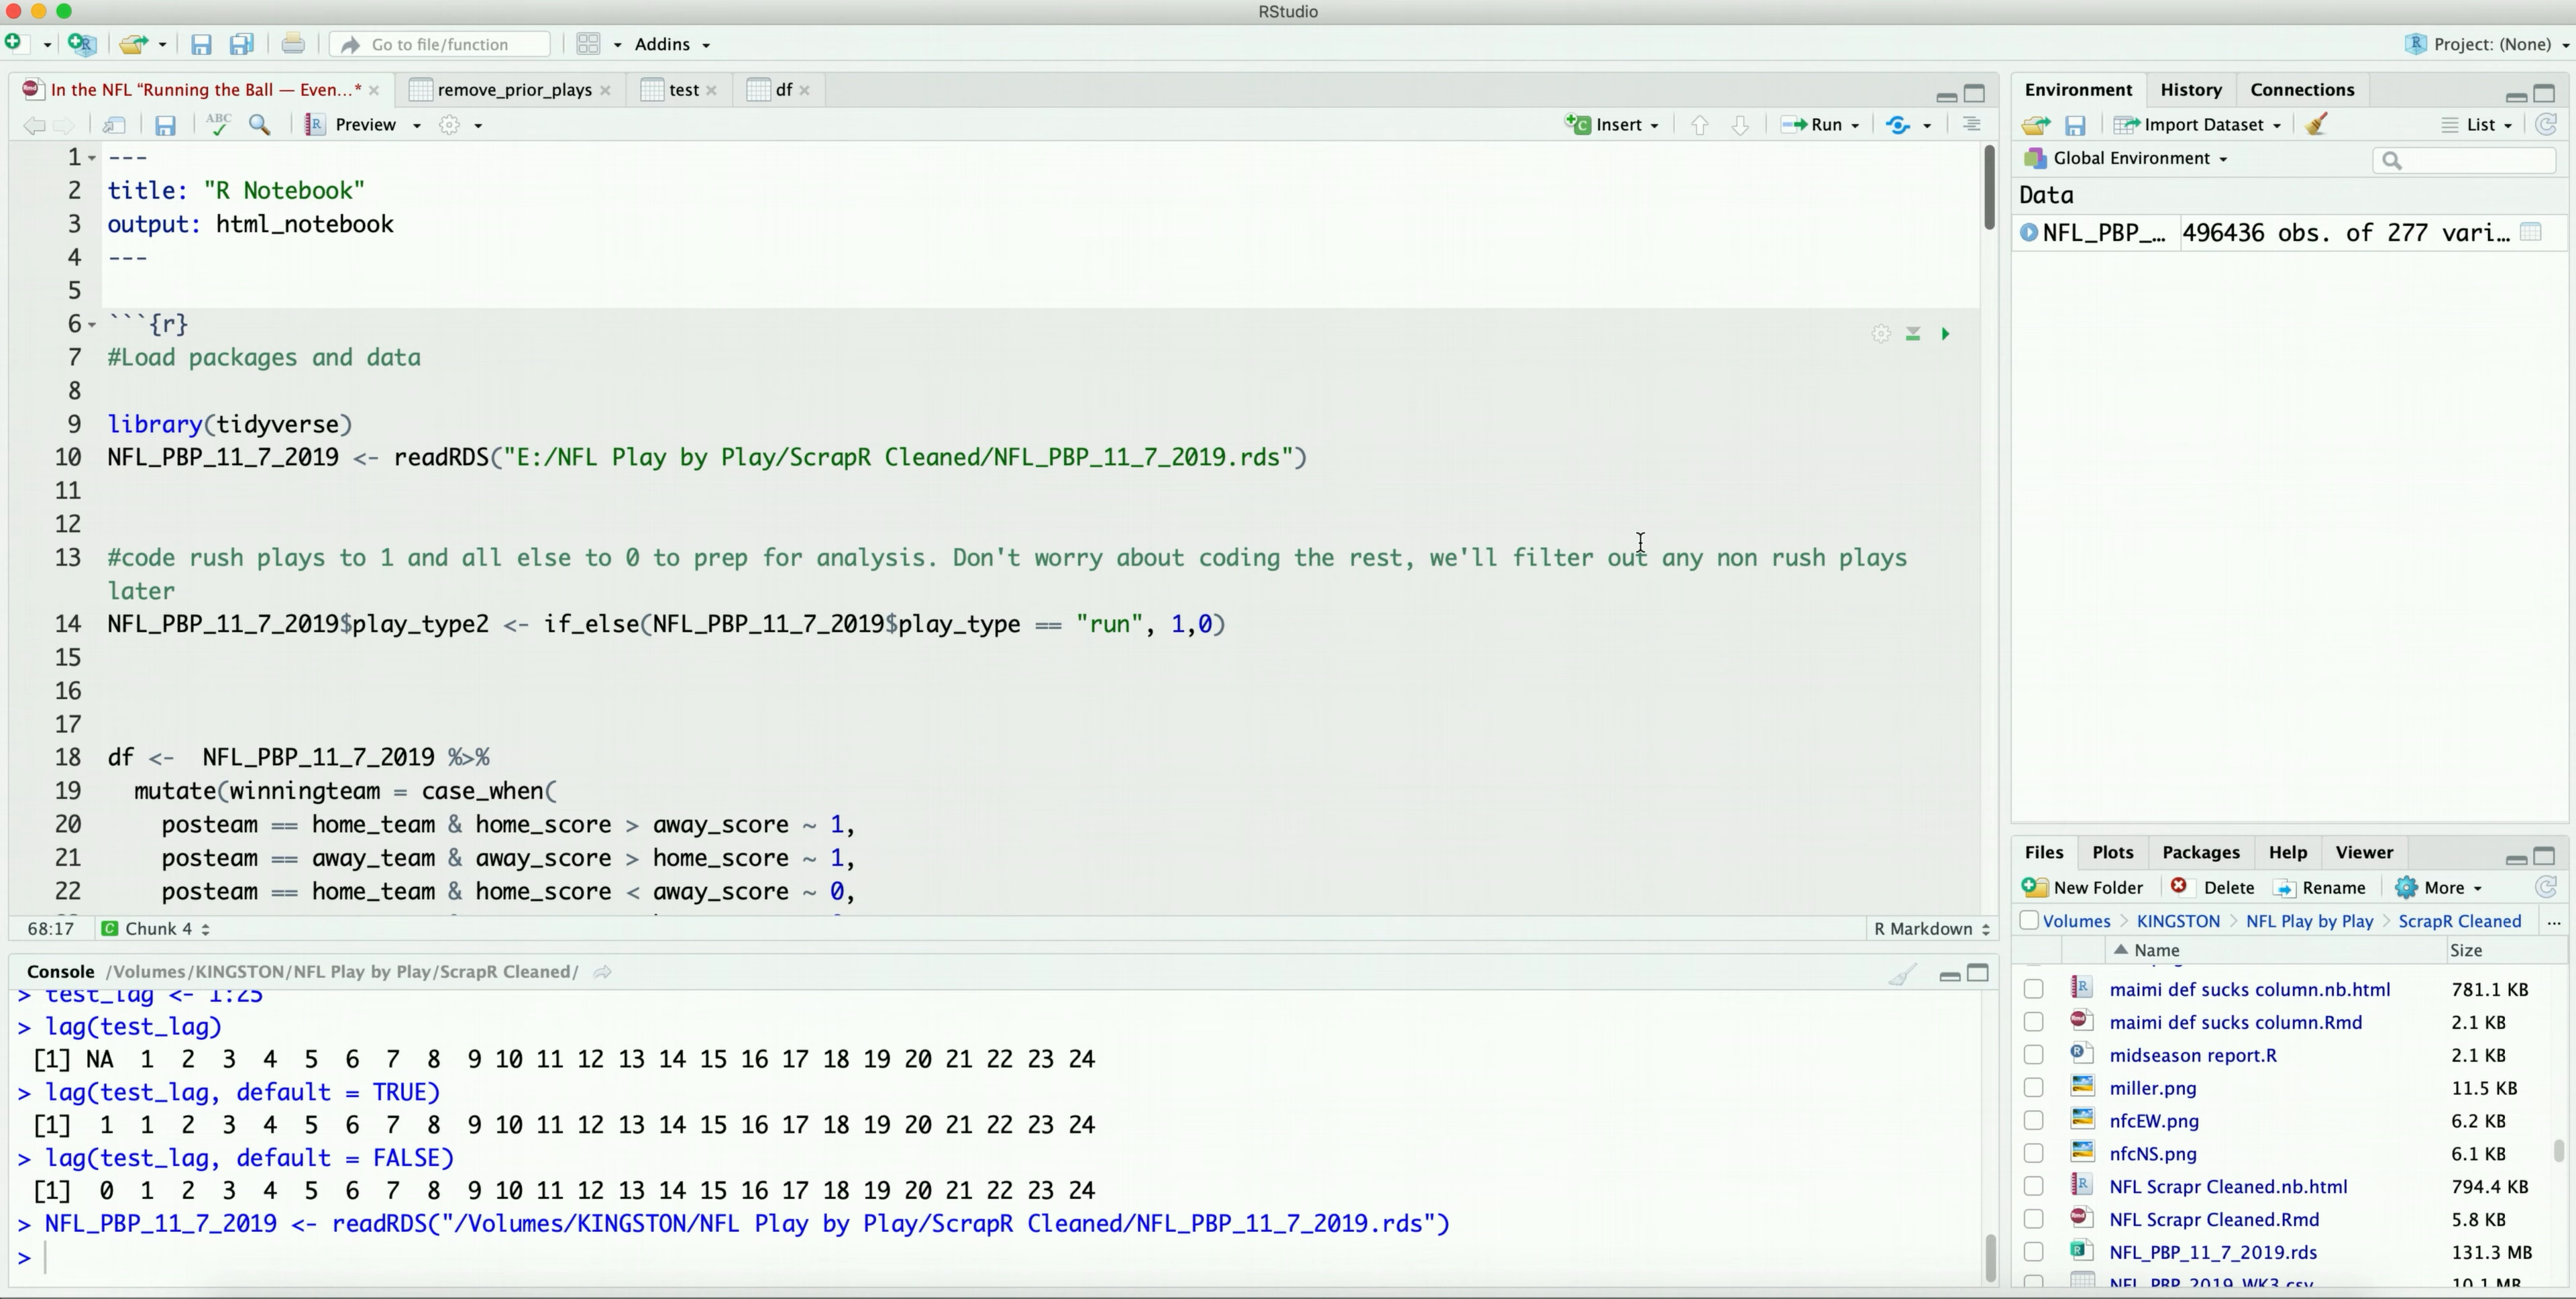 RStudio
Go to file/function
Addins
Project: (None)
In the NFL “Running the Ball — Even...*
remove_prior_plays
test
df
ABC
Preview
Insert
Run
1 ---
2 title: "R Notebook"
3 output: html_notebook
4 ---
5
6 ```{r}
7 #Load packages and data
8
9 library(tidyverse)
10 NFL_PBP_11_7_2019 <- readRDS("E:/NFL Play by Play/ScrapR Cleaned/NFL_PBP_11_7_2019.rds")
11
12
13 #code rush plays to 1 and all else to 0 to prep for analysis. Don't worry about coding the rest, we'll filter out any non rush plays
later
14 NFL_PBP_11_7_2019$play_type2 <- if_else(NFL_PBP_11_7_2019$play_type == "run", 1,0)
15
16
17
18 df <-  NFL_PBP_11_7_2019 %>%
19 mutate(winningteam = case_when(
20 posteam == home_team & home_score > away_score ~ 1,
21 posteam == away_team & away_score > home_score ~ 1,
22 posteam == home_team & home_score < away_score ~ 0,
68:17
Chunk 4
R Markdown
Console /Volumes/KINGSTON/NFL Play by Play/ScrapR Cleaned/
> test_lag <- 1:25
> lag(test_lag)
[1] NA 1 2 3 4 5 6 7 8 9 10 11 12 13 14 15 16 17 18 19 20 21 22 23 24
> lag(test_lag, default = TRUE)
[1] 1 1 2 3 4 5 6 7 8 9 10 11 12 13 14 15 16 17 18 19 20 21 22 23 24
> lag(test_lag, default = FALSE)
[1] 0 1 2 3 4 5 6 7 8 9 10 11 12 13 14 15 16 17 18 19 20 21 22 23 24
> NFL_PBP_11_7_2019 <- readRDS("/Volumes/KINGSTON/NFL Play by Play/ScrapR Cleaned/NFL_PBP_11_7_2019.rds")
>
Environment History Connections
Import Dataset
List
Global Environment
Data
NFL_PBP_... 496436 obs. of 277 vari...
Files Plots Packages Help Viewer
New Folder Delete Rename More
Volumes > KINGSTON > NFL Play by Play > ScrapR Cleaned ...
Name Size
maimi def sucks column.nb.html 781.1 KB
maimi def sucks column.Rmd 2.1 KB
midseason report.R 2.1 KB
miller.png 11.5 KB
nfcEW.png 6.2 KB
nfcNS.png 6.1 KB
NFL Scrapr Cleaned.nb.html 794.4 KB
NFL Scrapr Cleaned.Rmd 5.8 KB
NFL_PBP_11_7_2019.rds 131.3 MB
NFL_PBP_2019_WK3.csv 10.1 MB